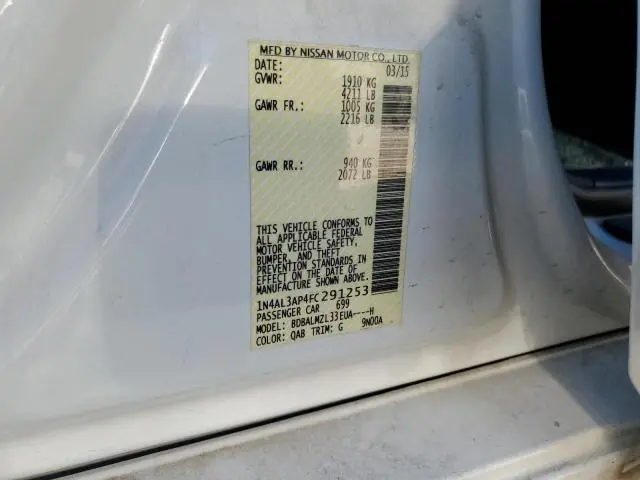 MFD BY NISSAN MOTOR CO., LTD.
DATE: 03/15
GVWR: 1910 KG
4211 LB
GAWR FR.: 1005 KG
2216 LB
GAWR RR.: 940 KG
2072 LB
THIS VEHICLE CONFORMS TO
ALL APPLICABLE FEDERAL
MOTOR VEHICLE SAFETY,
BUMPER, AND THEFT
PREVENTION STANDARDS IN
EFFECT ON THE DATE OF
MANUFACTURE SHOWN ABOVE.
1N4AL3AP4FC291253
PASSENGER CAR 699
MODEL: BDBALMZL33EUA----H
COLOR: QAB TRIM: G 9N00A